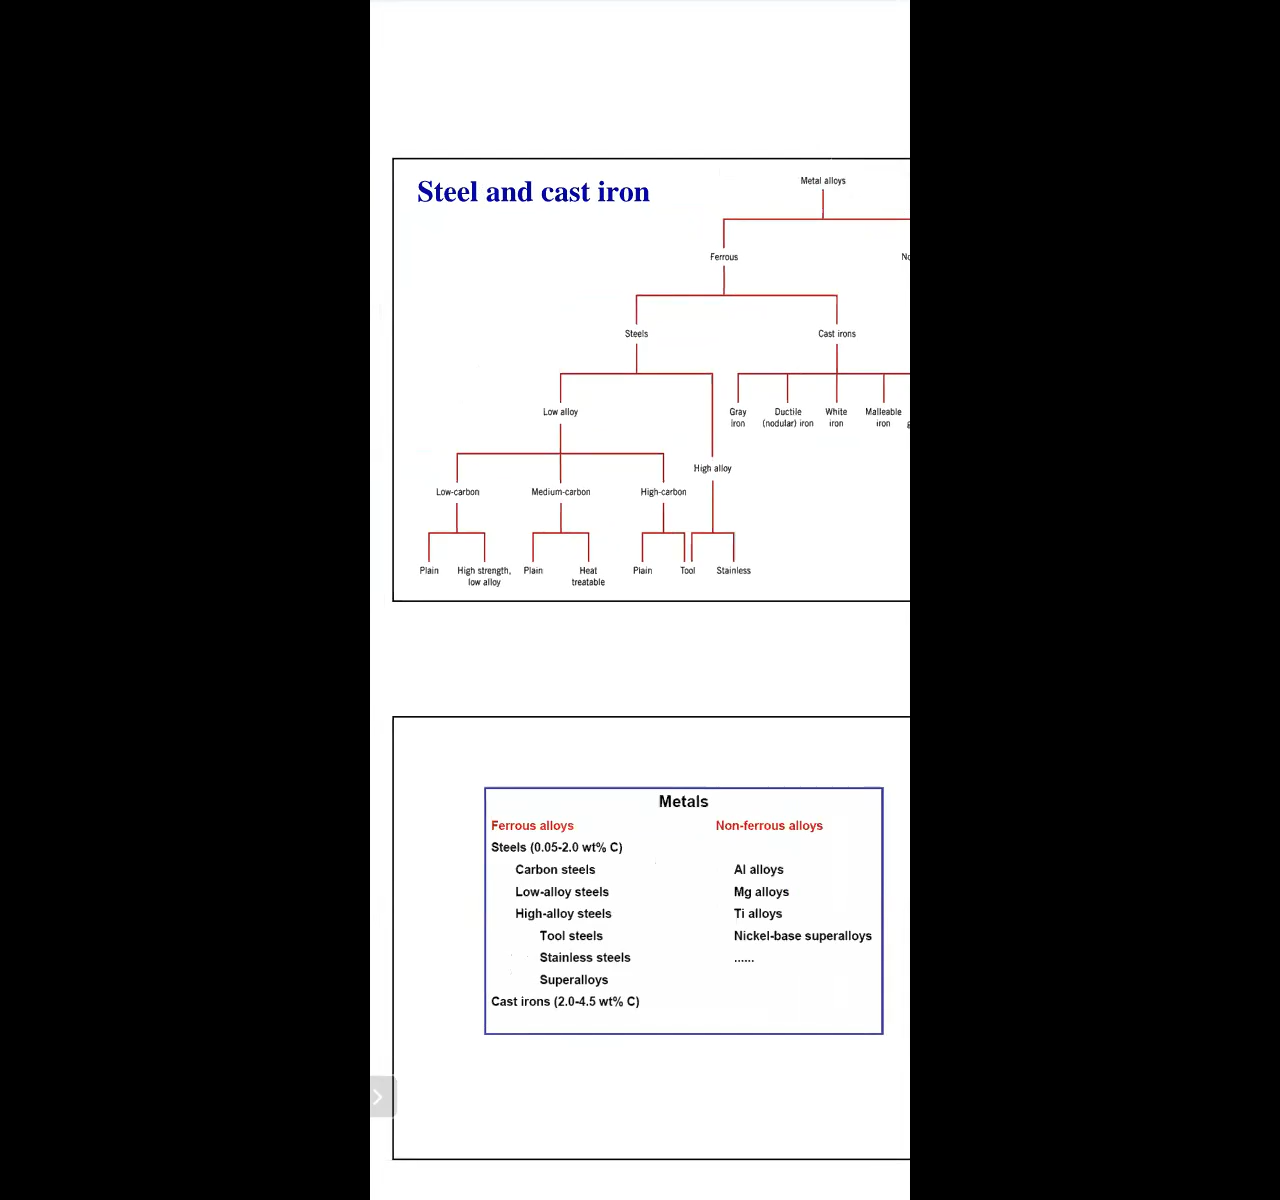 Steel and cast iron
Metal alloys
Ferrous
Steels
Cast irons
Low alloy
Gray
iron
Ductile
(nodular) iron
White
iron
Malleable
iron
High alloy
Low-carbon
Medium-carbon
High-carbon
Plain
High strength,
low alloy
Plain
Heat
treatable
Plain
Tool
Stainless
Metals
Ferrous alloys
Non-ferrous alloys
Steels (0.05-2.0 wt% C)
Carbon steels
Al alloys
Low-alloy steels
Mg alloys
High-alloy steels
Ti alloys
Tool steels
Nickel-base superalloys
Stainless steels
......
Superalloys
Cast irons (2.0-4.5 wt% C)